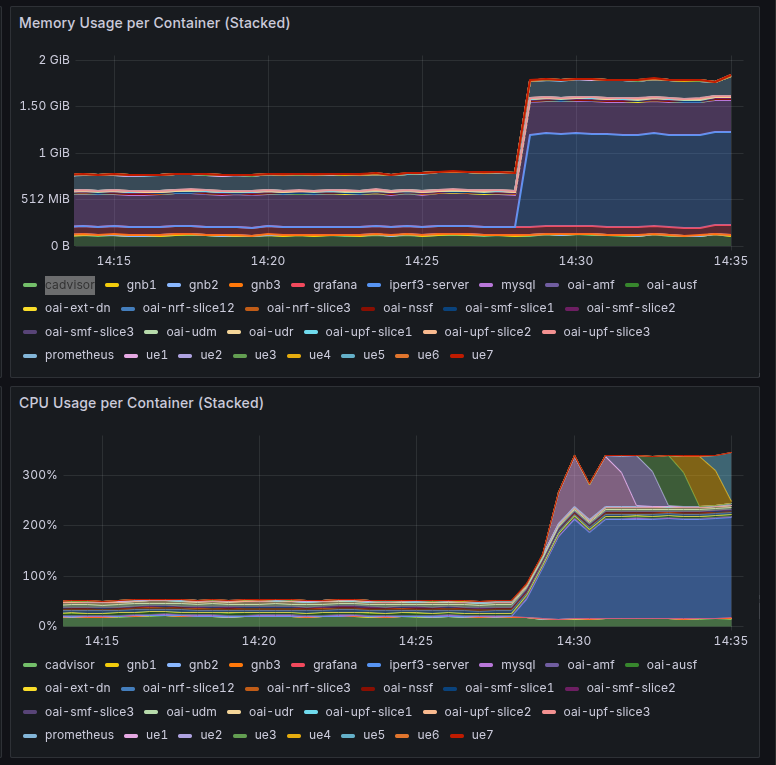 Memory Usage per Container (Stacked)
2 GiB
1.50 GiB
1 GiB
512 MiB
0 B
14:15 14:20 14:25 14:30 14:35
cadvisor gnb1 gnb2 gnb3 grafana iperf3-server mysql oai-amf oai-ausf
oai-ext-dn oai-nrf-slice12 oai-nrf-slice3 oai-nssf oai-smf-slice1 oai-smf-slice2
oai-smf-slice3 oai-udm oai-udr oai-upf-slice1 oai-upf-slice2 oai-upf-slice3
prometheus ue1 ue2 ue3 ue4 ue5 ue6 ue7
CPU Usage per Container (Stacked)
300%
200%
100%
0%
14:15 14:20 14:25 14:30 14:35
cadvisor gnb1 gnb2 gnb3 grafana iperf3-server mysql oai-amf oai-ausf
oai-ext-dn oai-nrf-slice12 oai-nrf-slice3 oai-nssf oai-smf-slice1 oai-smf-slice2
oai-smf-slice3 oai-udm oai-udr oai-upf-slice1 oai-upf-slice2 oai-upf-slice3
prometheus ue1 ue2 ue3 ue4 ue5 ue6 ue7